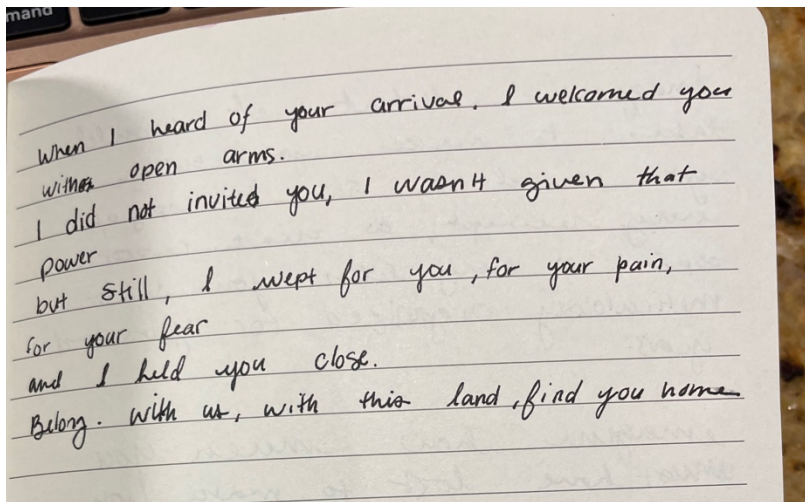 mand
When I heard of your arrival. I welcomed you
with open arms.
I did not invited you, I wasn't given that
power
but still, I wept for you, for your pain,
for your fear
and I held you close.
Belong. With us, with this land, find you home